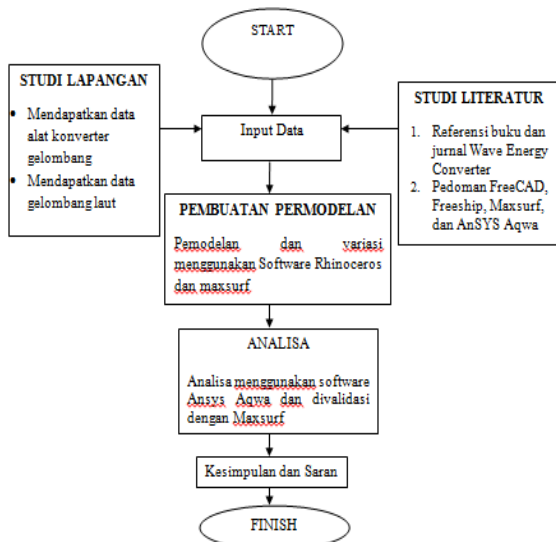 START
STUDI LAPANGAN
• Mendapatkan data
alat konverter
gelombang
• Mendapatkan data
gelombang laut
Input Data
STUDI LITERATUR
1. Referensi buku dan
jurnal Wave Energy
Converter
2. Pedoman FreeCAD,
Freeship, Maxsurf,
dan AnSYS Aqwa
PEMBUATAN PERMODELAN
Pemodelan dan variasi
menggunakan Software Rhinoceros
dan maxsurf
ANALISA
Analisa menggunakan software
Ansys Aqwa dan divalidasi
dengan Maxsurf
Kesimpulan dan Saran
FINISH